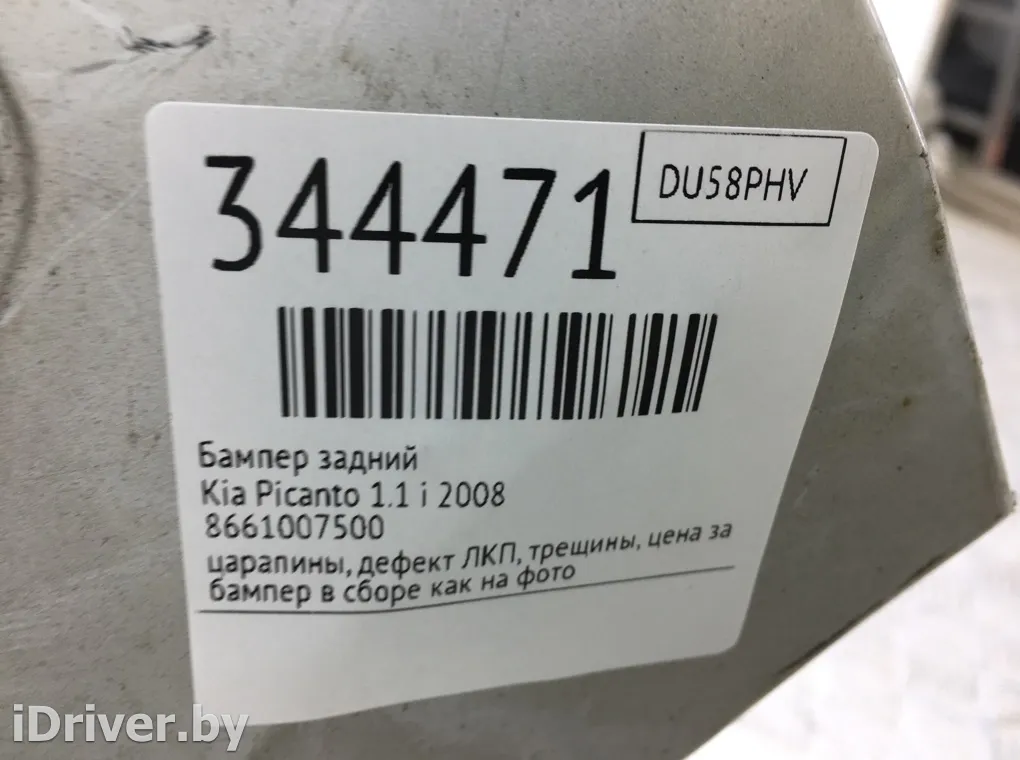 344471
DU58PHV
Бампер задний
Kia Picanto 1.1 i 2008
8661007500
царапины, дефект ЛКП, трещины, цена за
бампер в сборе как на фото
iDriver.by